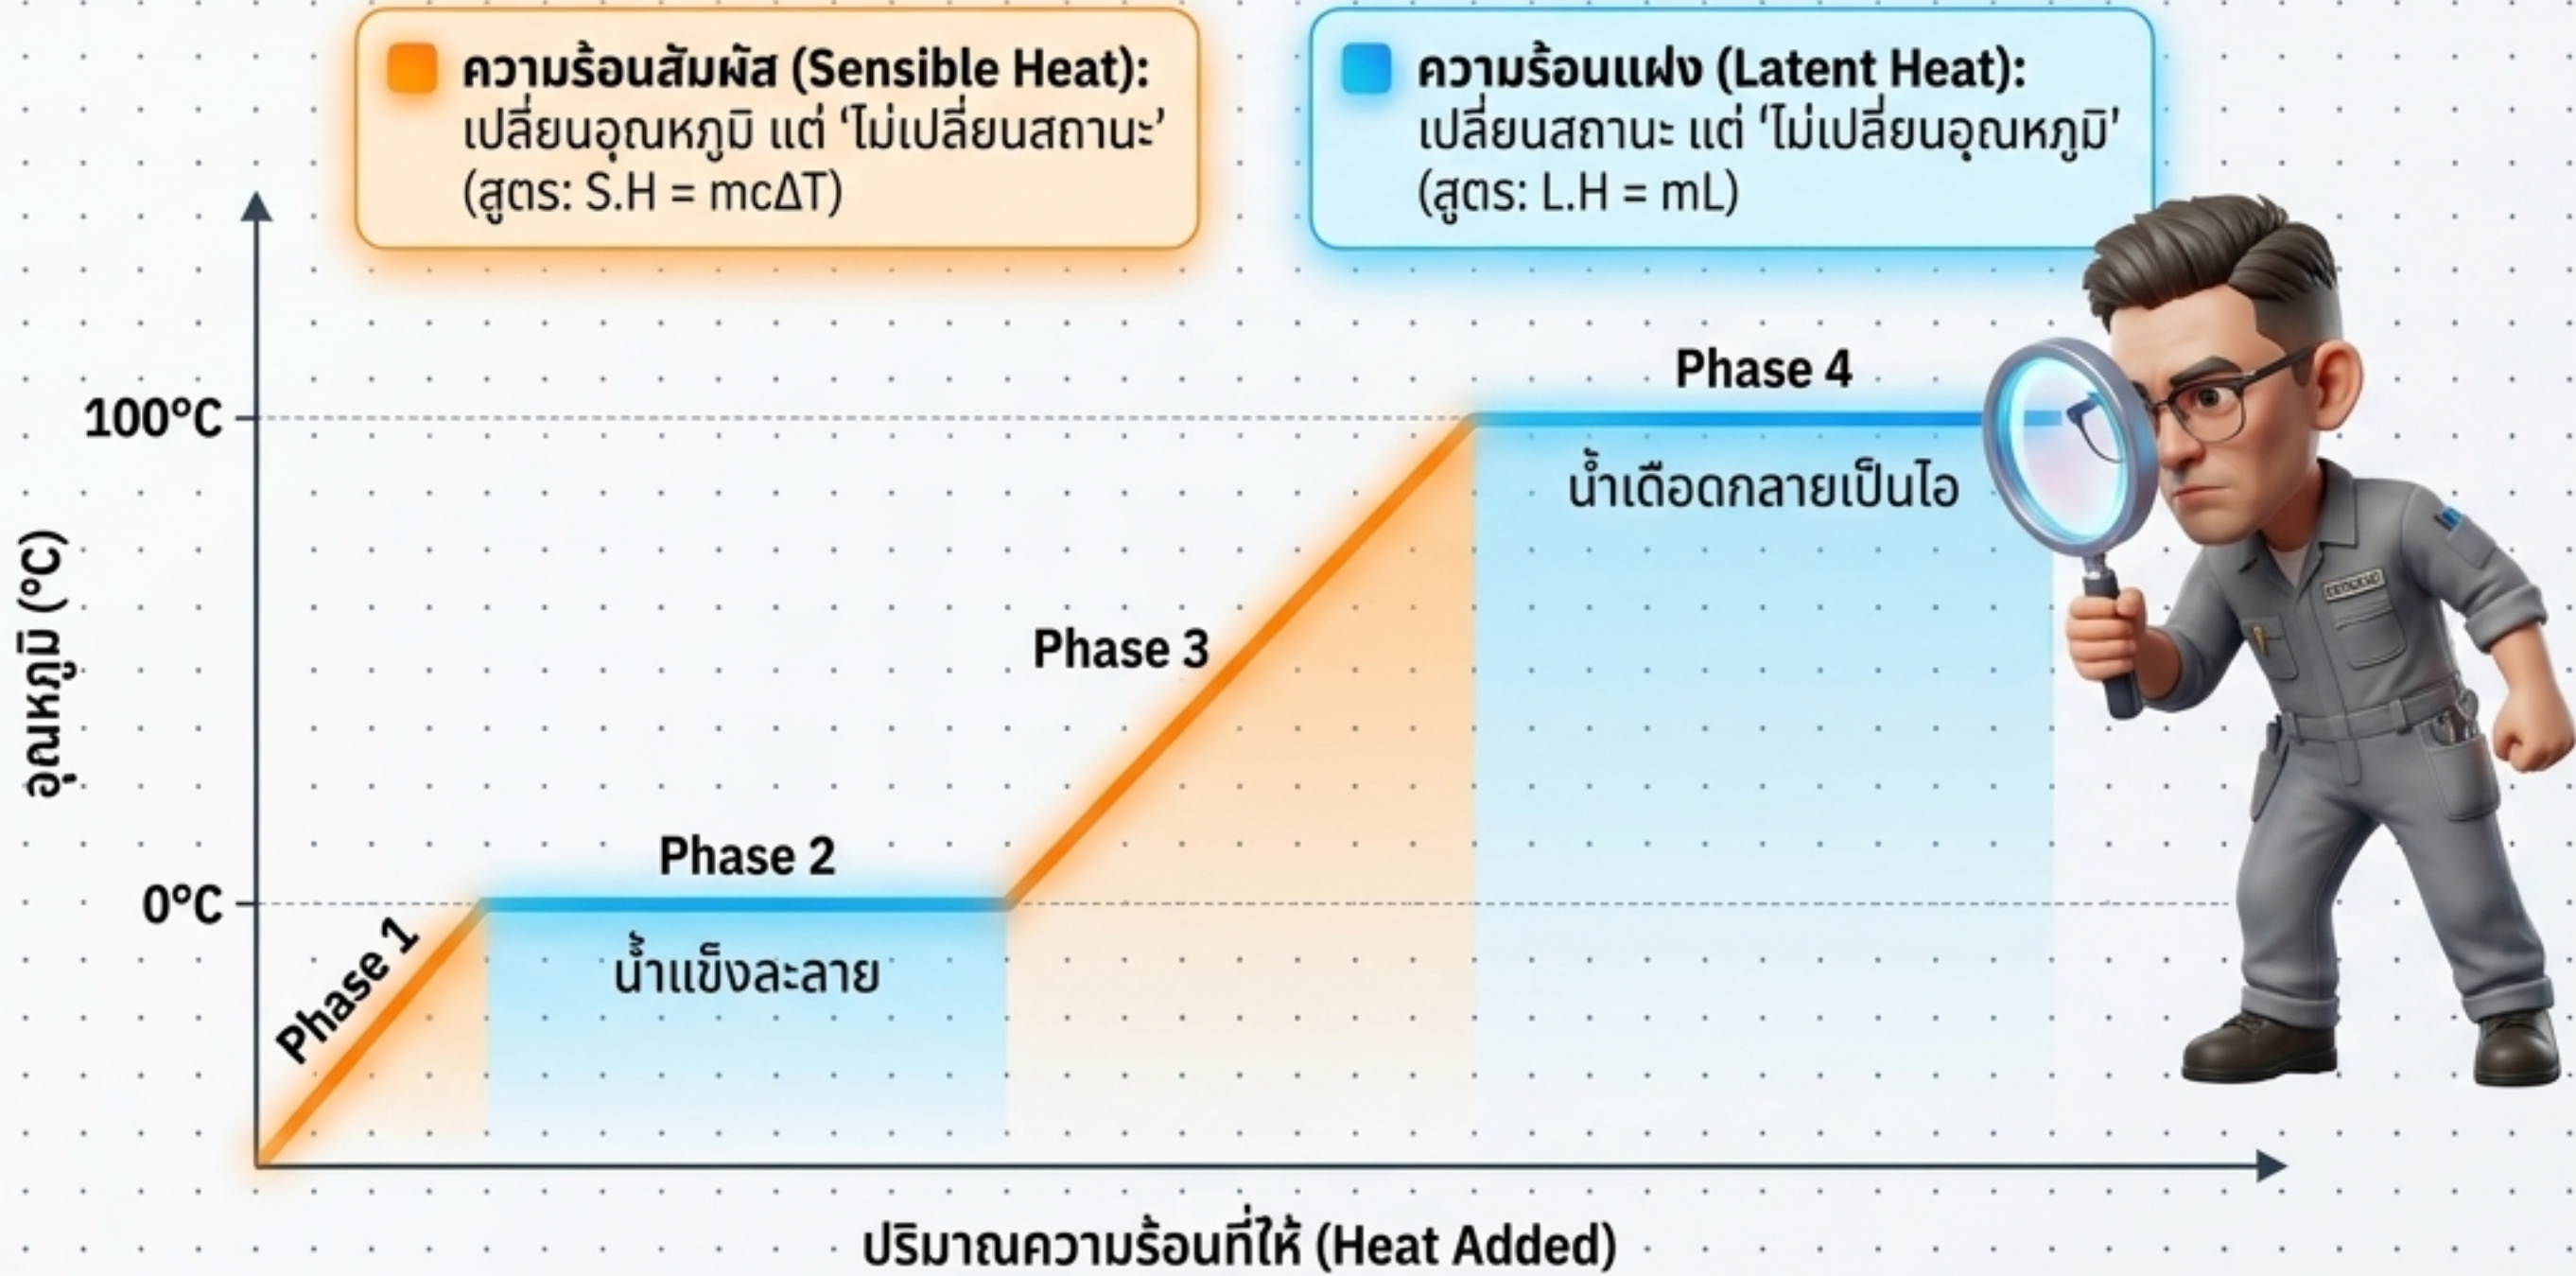 ความร้อนสัมผัส (Sensible Heat):
เปลี่ยนอุณหภูมิ แต่ ‘ไม่เปลี่ยนสถานะ’
(สูตร: S.H = mcΔT)
ความร้อนแฝง (Latent Heat):
เปลี่ยนสถานะ แต่ ‘ไม่เปลี่ยนอุณหภูมิ’
(สูตร: L.H = mL)
Phase 4
100°C
น้ำเดือดกลายเป็นไอ
อุณหภูมิ (°C)
Phase 3
Phase 2
0°C
Phase 1
น้ำแข็งละลาย
ปริมาณความร้อนที่ให้ (Heat Added)